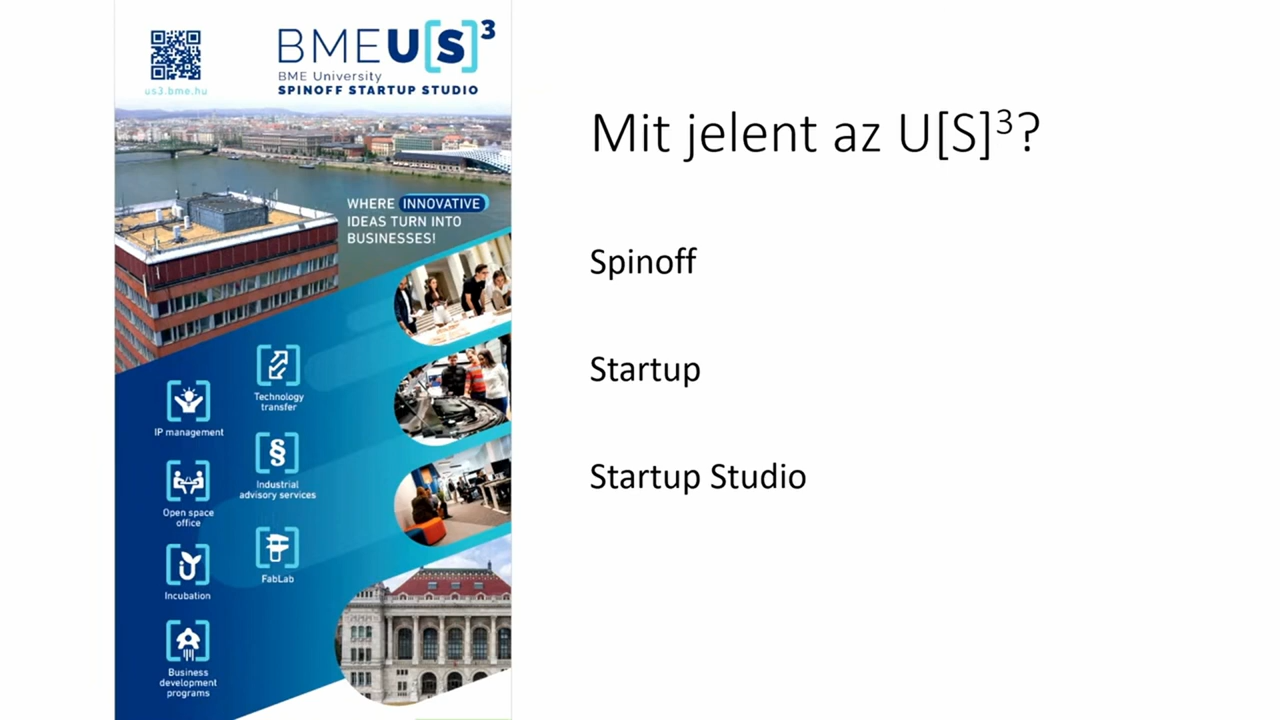 us3.bme.hu
BMEU[S]³
BME University
SPINOFF STARTUP STUDIO
WHERE INNOVATIVE
IDEAS TURN INTO
BUSINESSES!
Technology
transfer
IP management
Industrial
advisory services
Open space
office
FabLab
Incubation
Business
development
programs
Mit jelent az U[S]³?
Spinoff
Startup
Startup Studio